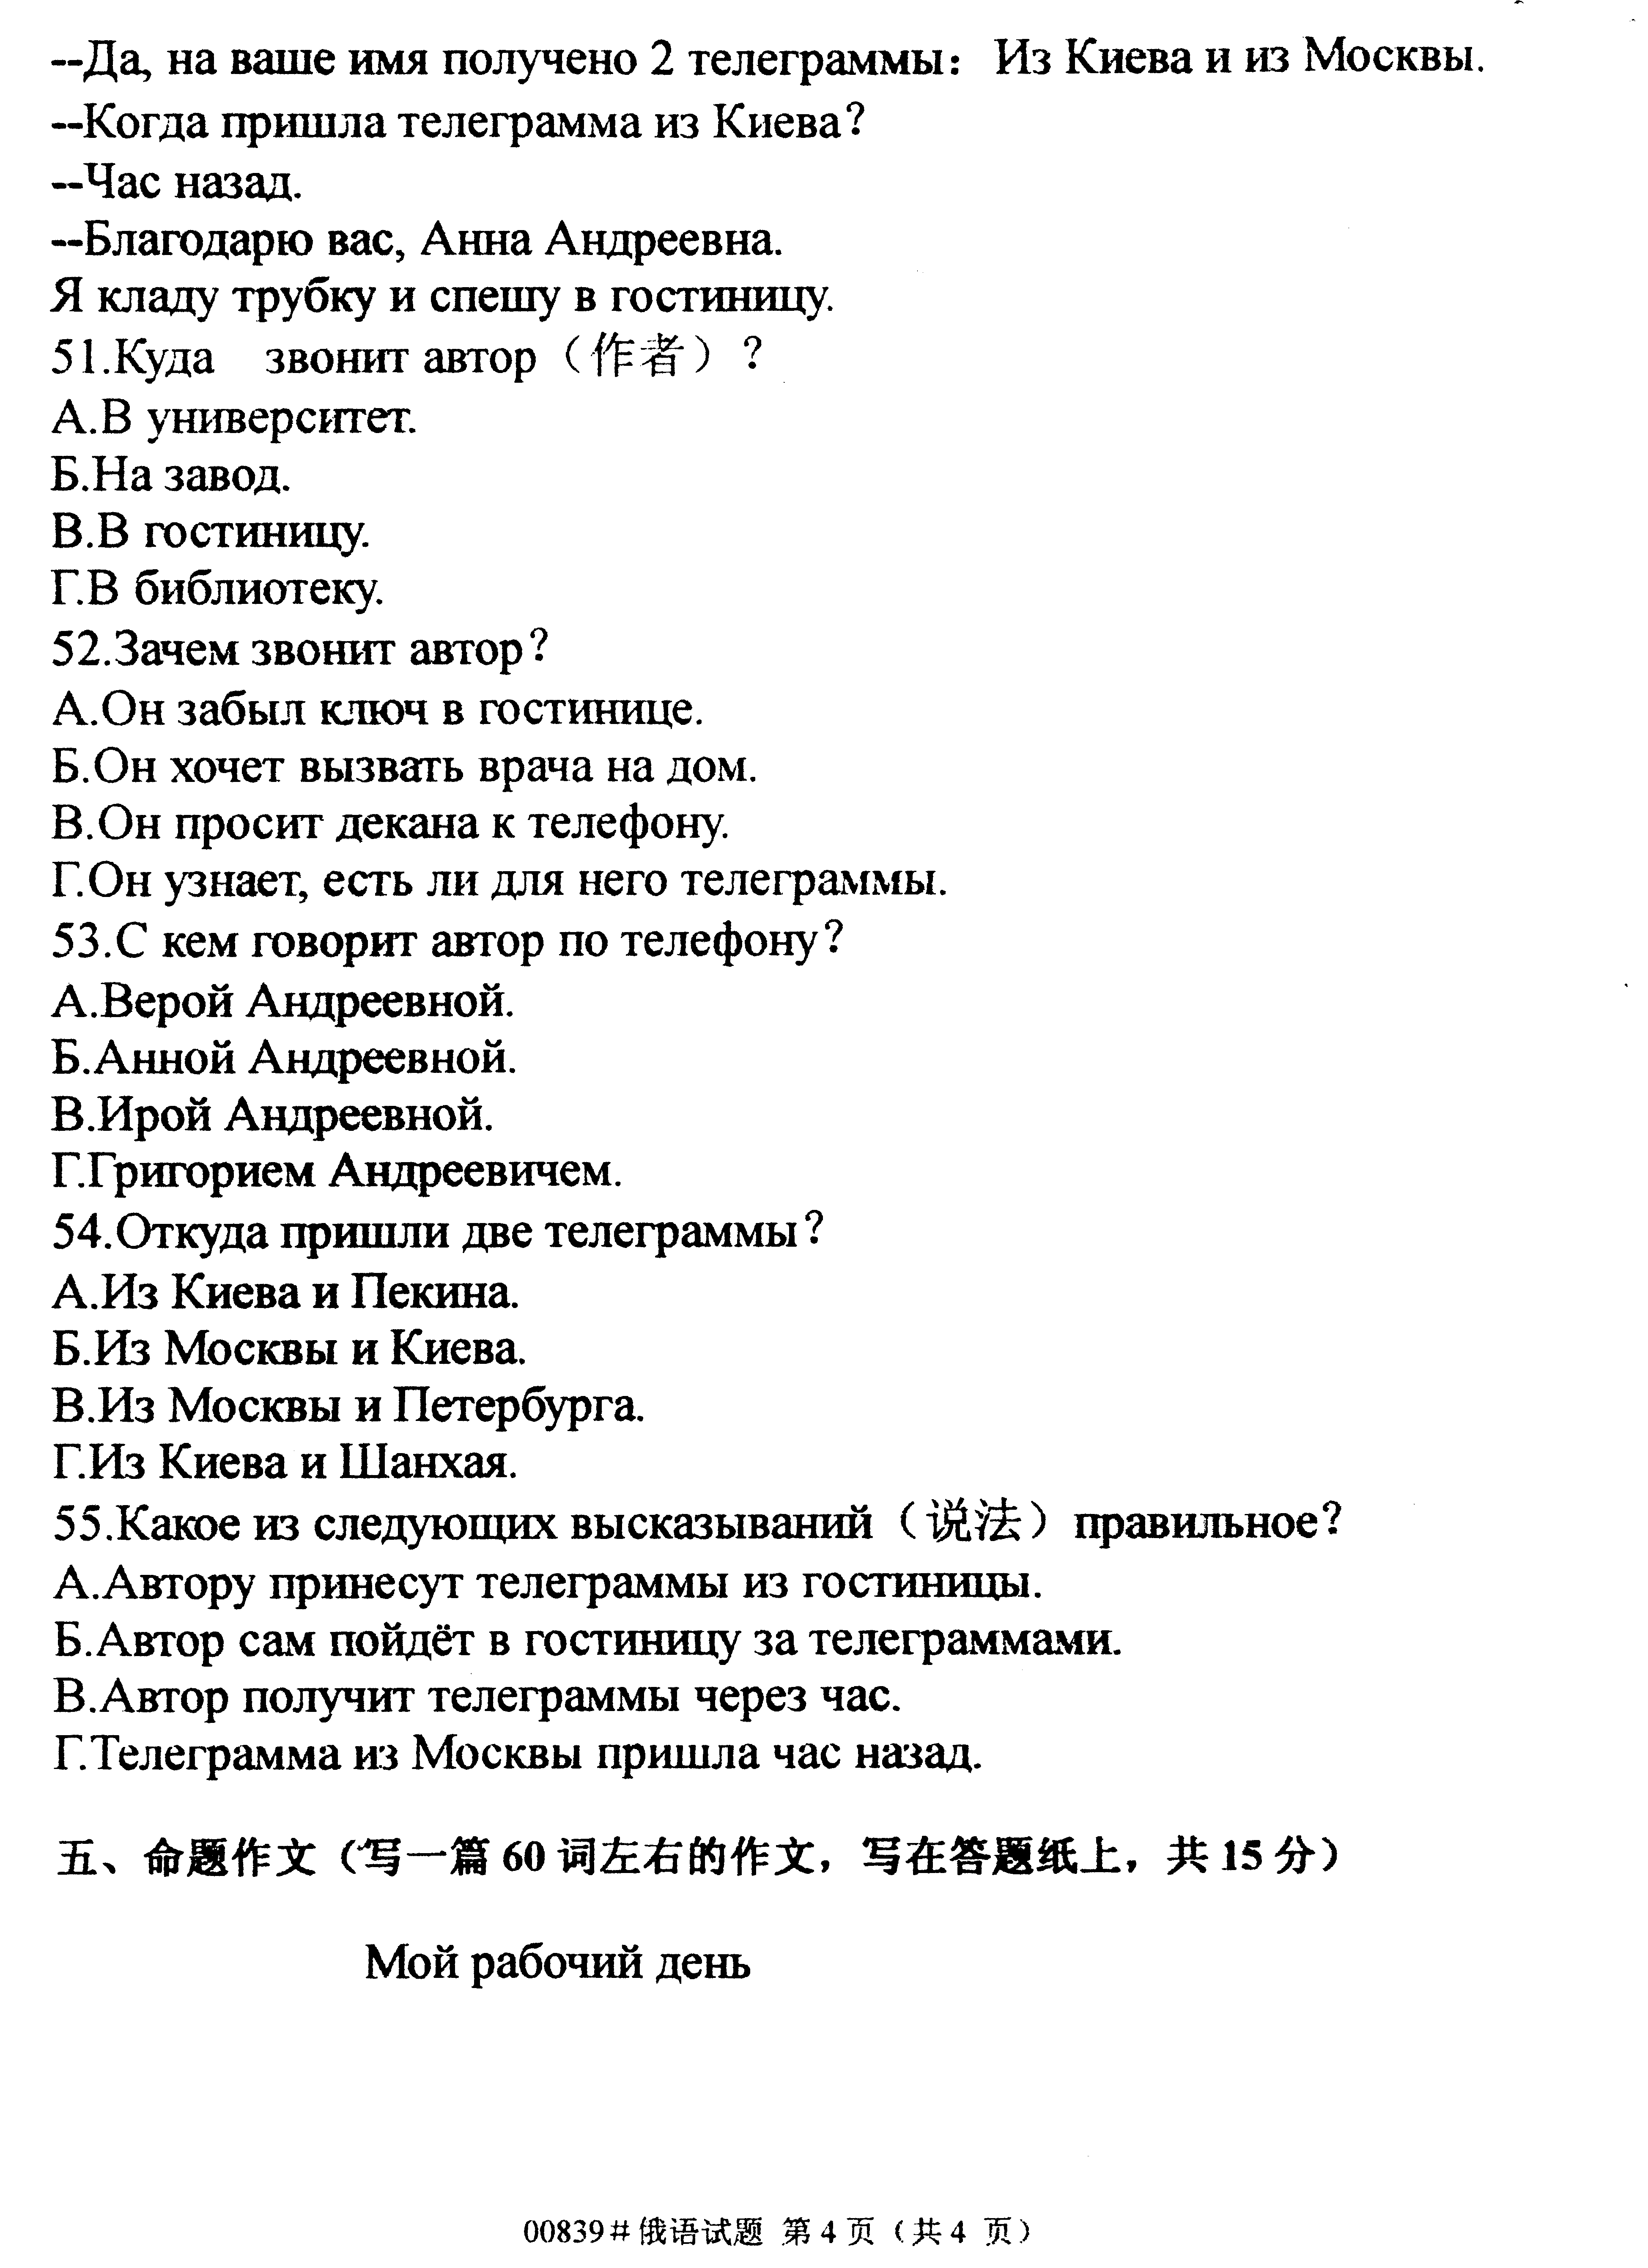 --Да, на ваше имя получено 2 телеграммы： Из Киева и из Москвы.
--Когда пришла телеграмма из Киева？
--Час назад.
--Благодарю вас, Анна Андреевна.
Я кладу трубку и спешу в гостиницу.
51.Куда звонит автор（作者）？
А.В университет.
Б.На завод.
В.В гостиницу.
Г.В библиотеку.
52.Зачем звонит автор？
А.Он забыл ключ в гостинице.
Б.Он хочет вызвать врача на дом.
В.Он просит декана к телефону.
Г.Он узнает, есть ли для него телеграммы.
53.С кем говорит автор по телефону？
А.Верой Андреевной.
Б.Анной Андреевной.
В.Ирой Андреевной.
Г.Григорием Андреевичем.
54.Откуда пришли две телеграммы？
А.Из Киева и Пекина.
Б.Из Москвы и Киева.
В.Из Москвы и Петербурга.
Г.Из Киева и Шанхая.
55.Какое из следующих высказываний（说法）правильное？
А.Автору принесут телеграммы из гостиницы.
Б.Автор сам пойдёт в гостиницу за телеграммами.
В.Автор получит телеграммы через час.
Г.Телеграмма из Москвы пришла час назад.
五、命题作文（写一篇 60 词左右的作文，写在答题纸上，共 15 分）
Мой рабочий день
00839＃俄语试题 第 4 页（共 4 页）